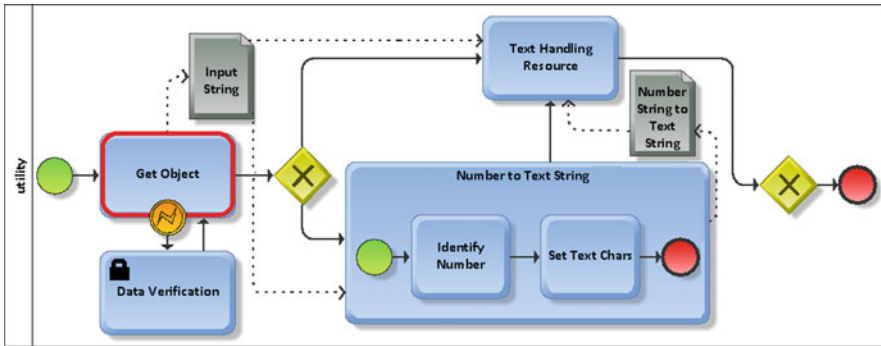 utility
Input
String
Get Object
Data Verification
Text Handling
Resource
Number
String to
Text
String
Number to Text String
Identify
Number
Set Text Chars